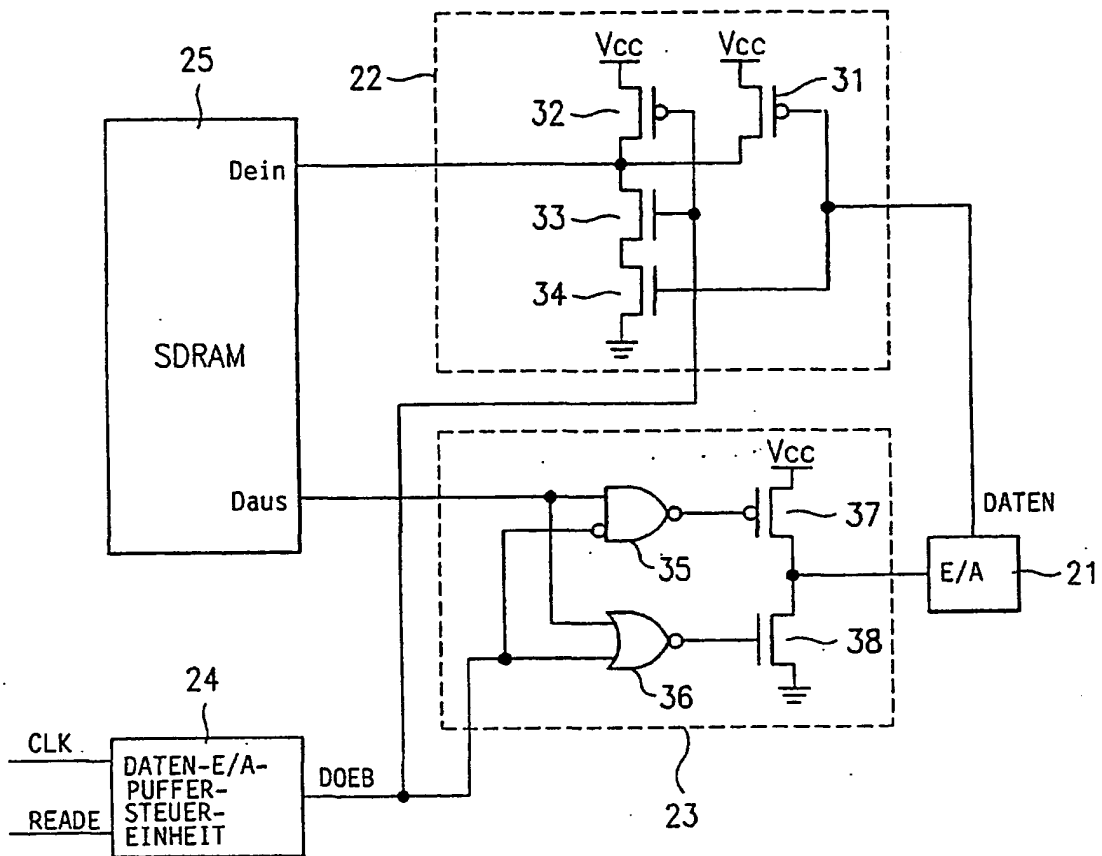 25
22
Vcc
Vcc
31
32
Dein
33
34
SDRAM
Daus
Vcc
37
DATEN
35
E/A
21
38
36
24
CLK
DATEN-E/A-
PUFFER-
STEUER-
EINHEIT
DOEB
READE
23